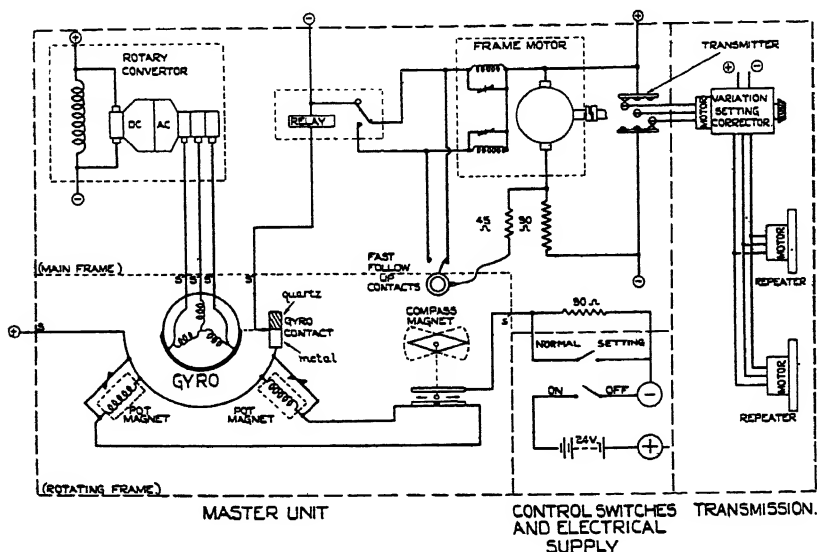 ROTARY
CONVERTOR
DC
AC
RELAY
FRAME MOTOR
TRANSMITTER
MOTOR
VARIATION
SETTING
CORRECTOR
45
Ω
90
Ω
(MAIN FRAME)
S
S
S
S
S
S
FAST
FOLLOW
UP
CONTACTS
COMPASS
MAGNET
quartz
GYRO
CONTACT
metal
GYRO
POT
MAGNET
POT
MAGNET
90 Ω
NORMAL
SETTING
ON
OFF
24V
MOTOR
REPEATER
MOTOR
REPEATER
(ROTATING FRAME)
MASTER UNIT
CONTROL SWITCHES
AND ELECTRICAL
SUPPLY
TRANSMISSION.